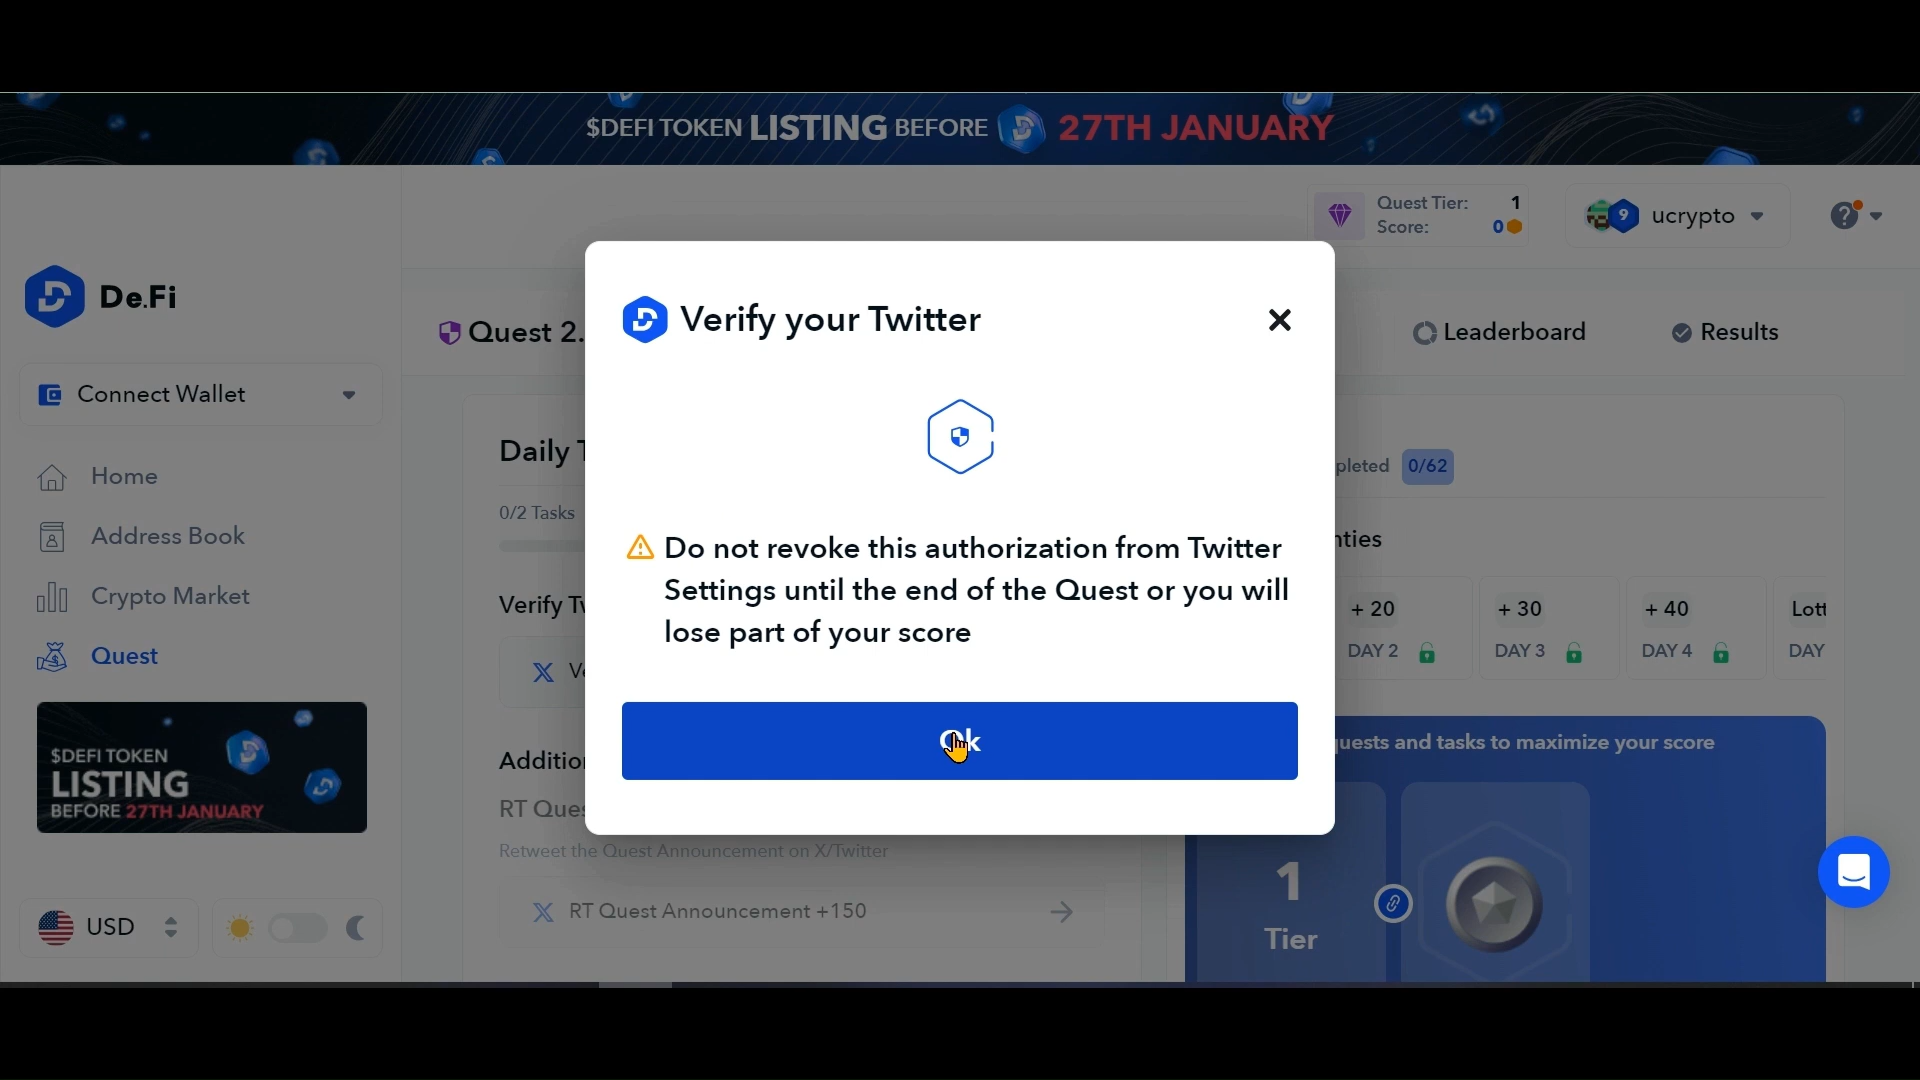 $DEFI TOKEN LISTING BEFORE 27TH JANUARY
Quest Tier: 1
Score: 0
9 ucrypto
De.Fi
Quest 2.
Leaderboard
Results
Verify your Twitter
Connect Wallet
Home
Address Book
Crypto Market
Quest
$DEFI TOKEN
LISTING
BEFORE 27TH JANUARY
USD
Daily
0/2 Tasks
Verify Tw
Addition
RT Ques
Retweet the Quest Announcement on X/Twitter
RT Quest Announcement +150
Do not revoke this authorization from Twitter
Settings until the end of the Quest or you will
lose part of your score
Ok
pleted 0/62
nties
+ 20
+ 30
+ 40
Lott
DAY 2
DAY 3
DAY 4
DAY
uests and tasks to maximize your score
1
Tier